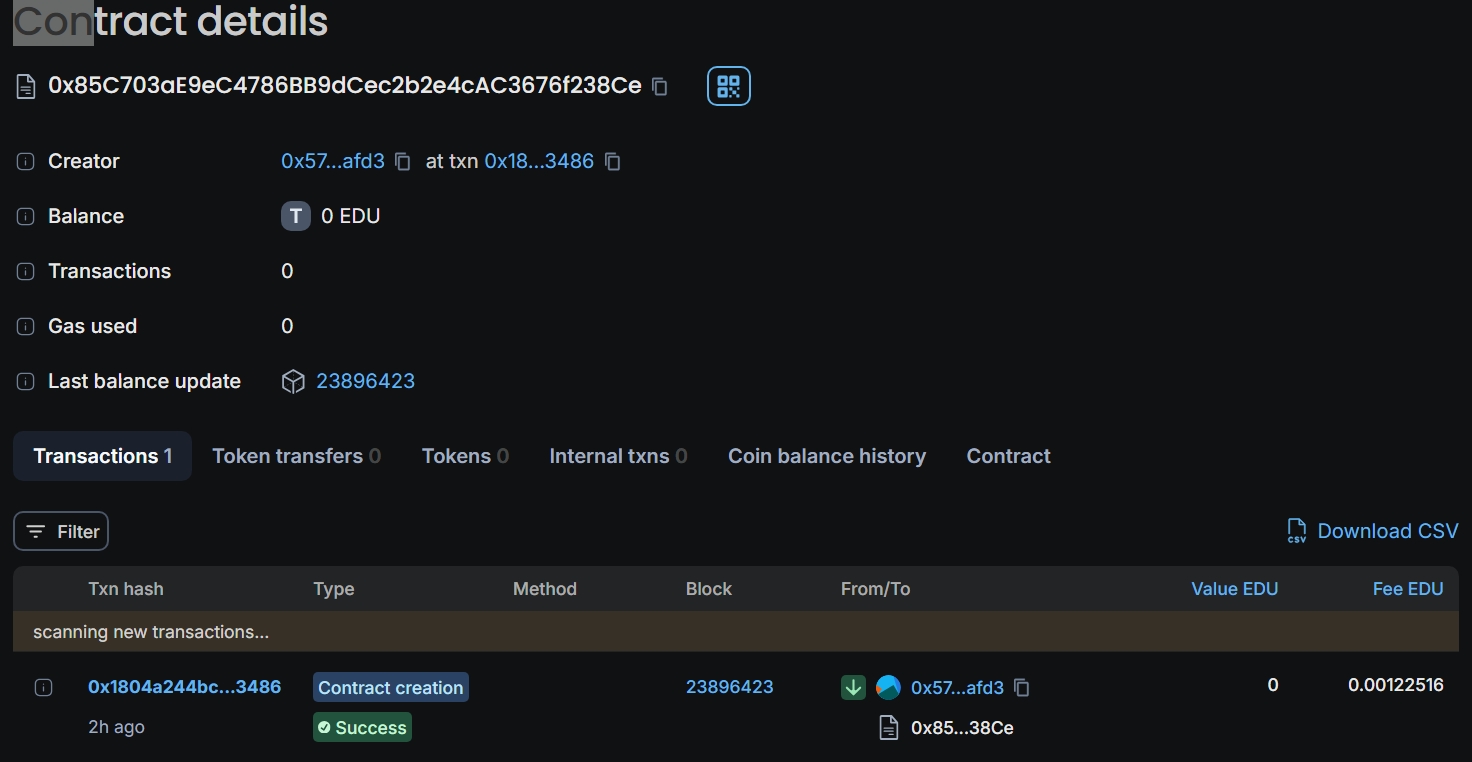 Contract details
0x85C703aE9eC4786BB9dCec2b2e4cAC3676f238Ce
Creator 0x57...afd3 at txn 0x18...3486
Balance T 0 EDU
Transactions 0
Gas used 0
Last balance update 23896423
Transactions 1 Token transfers 0 Tokens 0 Internal txns 0 Coin balance history Contract
Filter CSV Download CSV
Txn hash Type Method Block From/To Value EDU Fee EDU
scanning new transactions...
0x1804a244bc...3486 Contract creation 23896423 0x57...afd3 0 0.00122516
2h ago Success 0x85...38Ce